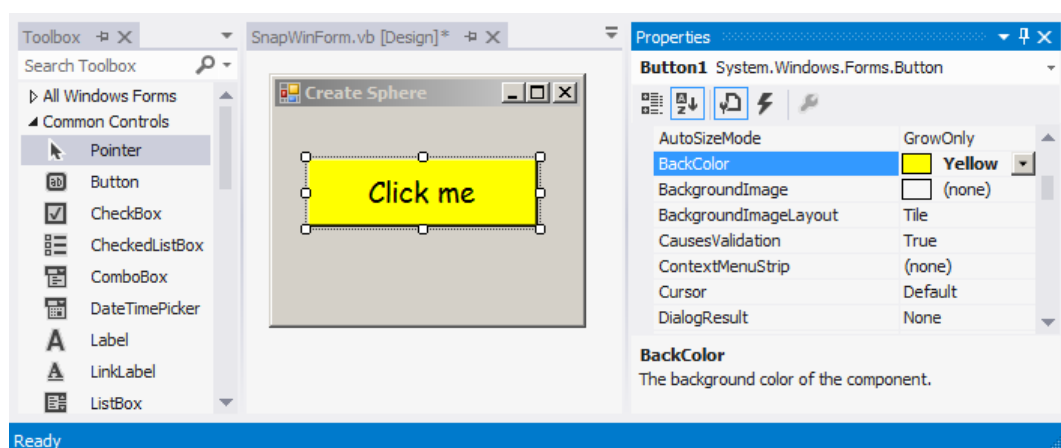 Toolbox
Search Toolbox
All Windows Forms
Common Controls
Pointer
Button
CheckBox
CheckedListBox
ComboBox
DateTimePicker
Label
LinkLabel
ListBox
SnapWinForm.vb [Design]*
Create Sphere
Click me
Properties
Button1 System.Windows.Forms.Button
AutoSizeMode GrowOnly
BackColor Yellow
BackgroundImage (none)
BackgroundImageLayout Tile
CausesValidation True
ContextMenuStrip (none)
Cursor Default
DialogResult None
BackColor
The background color of the component.
Ready